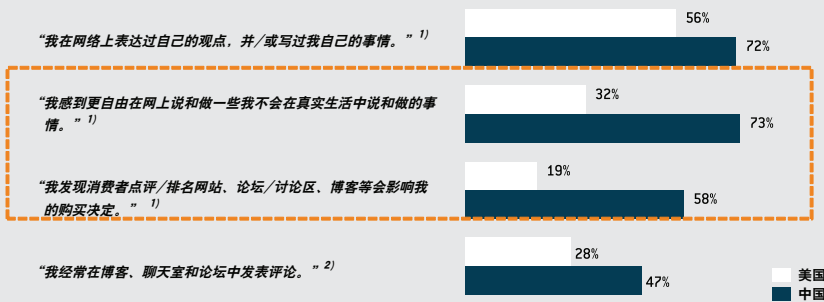 56%
“我在网络上表达过自己的观点，并/或写过我自己的事情。” 1)
72%
32%
“我感到更自由在网上说和做一些我不会在真实生活中说和做的事
情。” 1)
73%
19%
“我发现消费者点评/排名网站、论坛/讨论区、博客等会影响我
的购买决定。” 1)
58%
28%
“我经常在博客、聊天室和论坛中发表评论。” 2)
47%
美国
中国